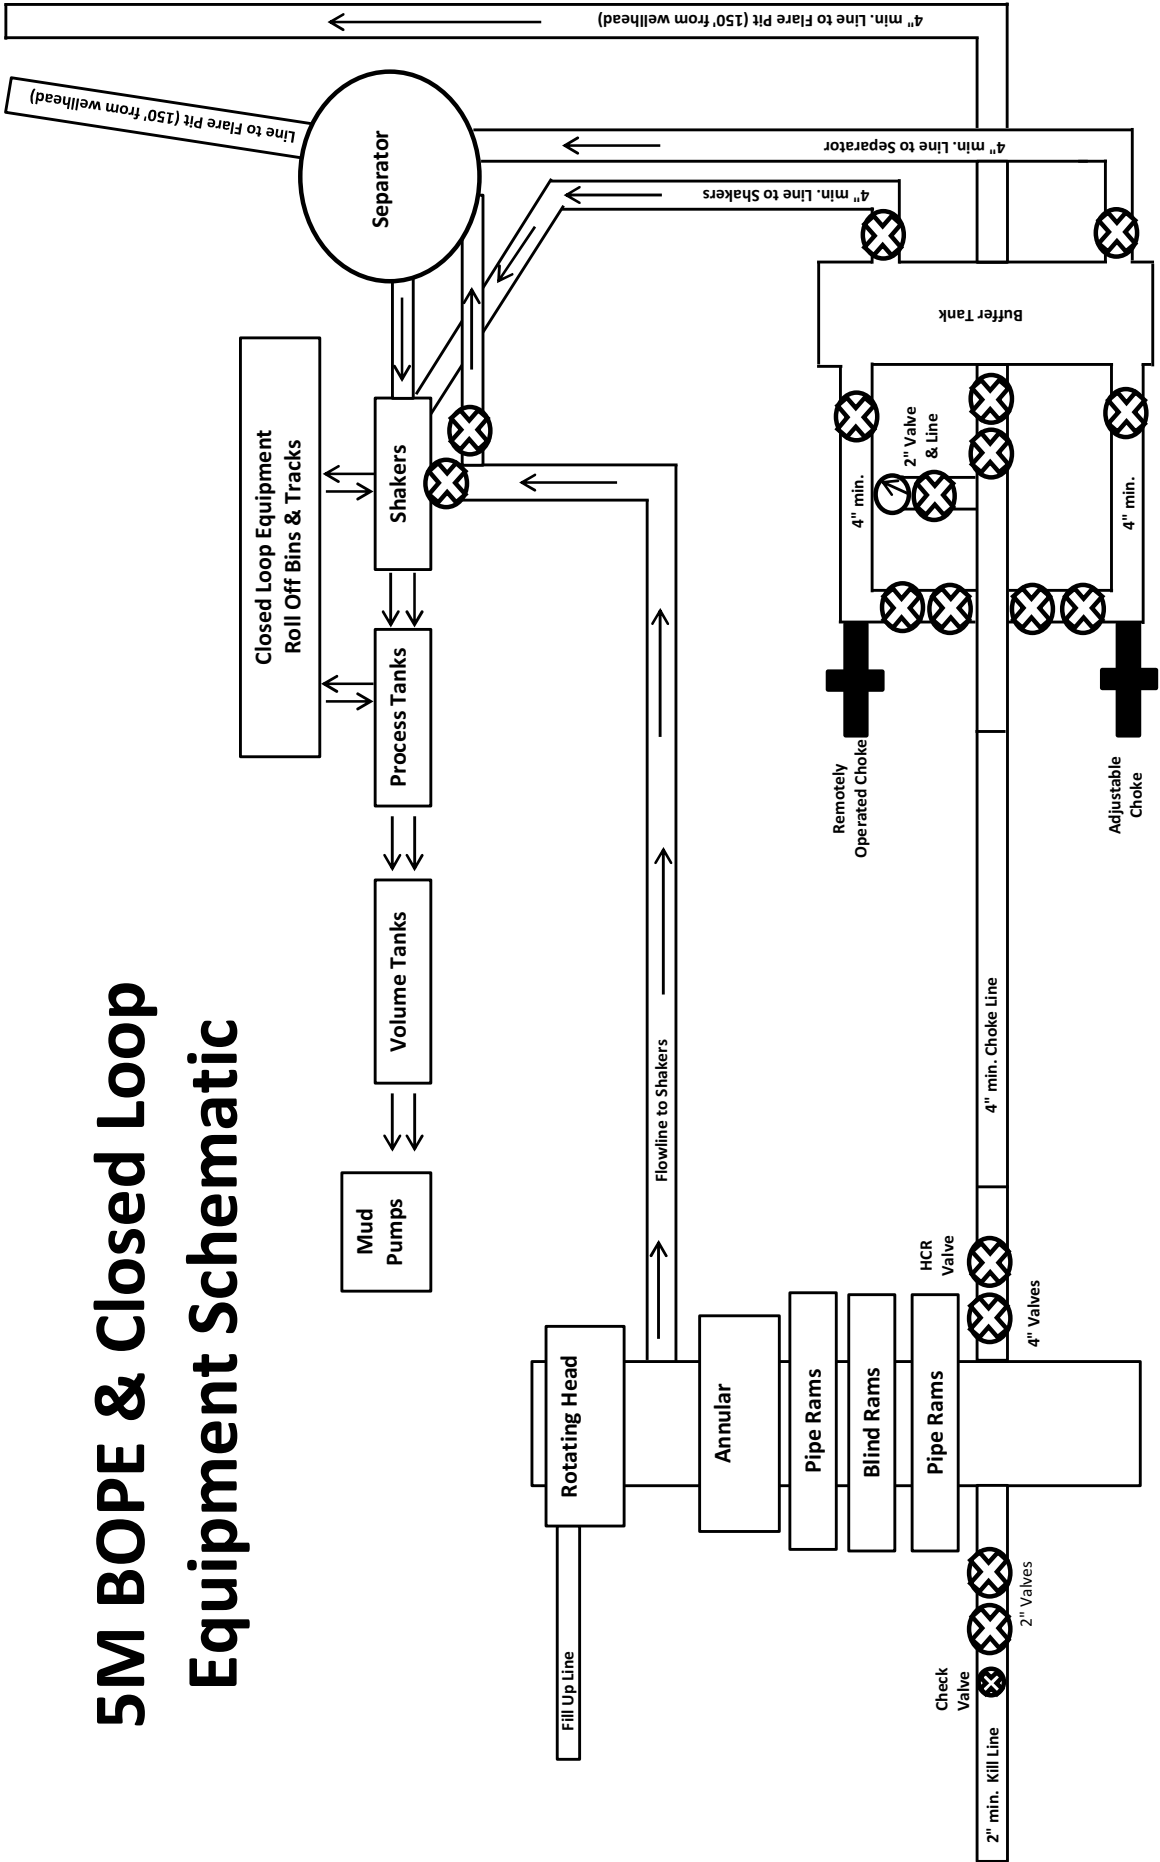 5M BOPE & Closed Loop
Equipment Schematic
4" min. Line to Flare Pit (150' from wellhead)
Line to Flare Pit (150' from wellhead)
Separator
4" min. Line to Separator
4" min. Line to Shakers
Closed Loop Equipment
Roll Off Bins & Tracks
Shakers
Process Tanks
Volume Tanks
Mud
Pumps
Flowline to Shakers
Buffer Tank
2" Valve
& Line
4" min.
4" min.
Remotely
Operated Choke
Adjustable
Choke
4" min. Choke Line
HCR
Valve
4" Valves
Rotating Head
Fill Up Line
Annular
Pipe Rams
Blind Rams
Pipe Rams
2" Valves
Check
Valve
2" min. Kill Line